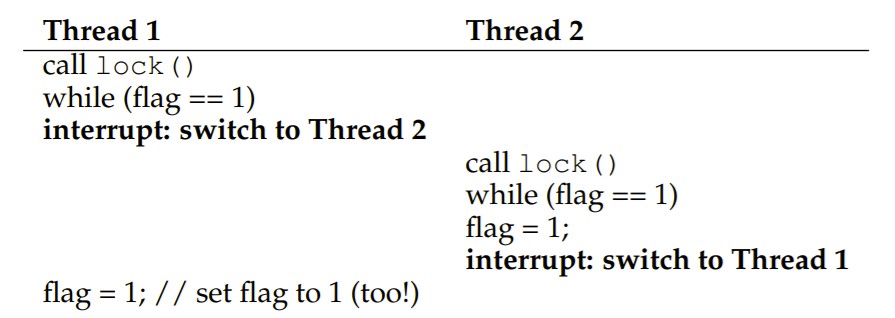 Thread 1 Thread 2
call lock()
while (flag == 1)
interrupt: switch to Thread 2
call lock()
while (flag == 1)
flag = 1;
interrupt: switch to Thread 1
flag = 1; // set flag to 1 (too!)